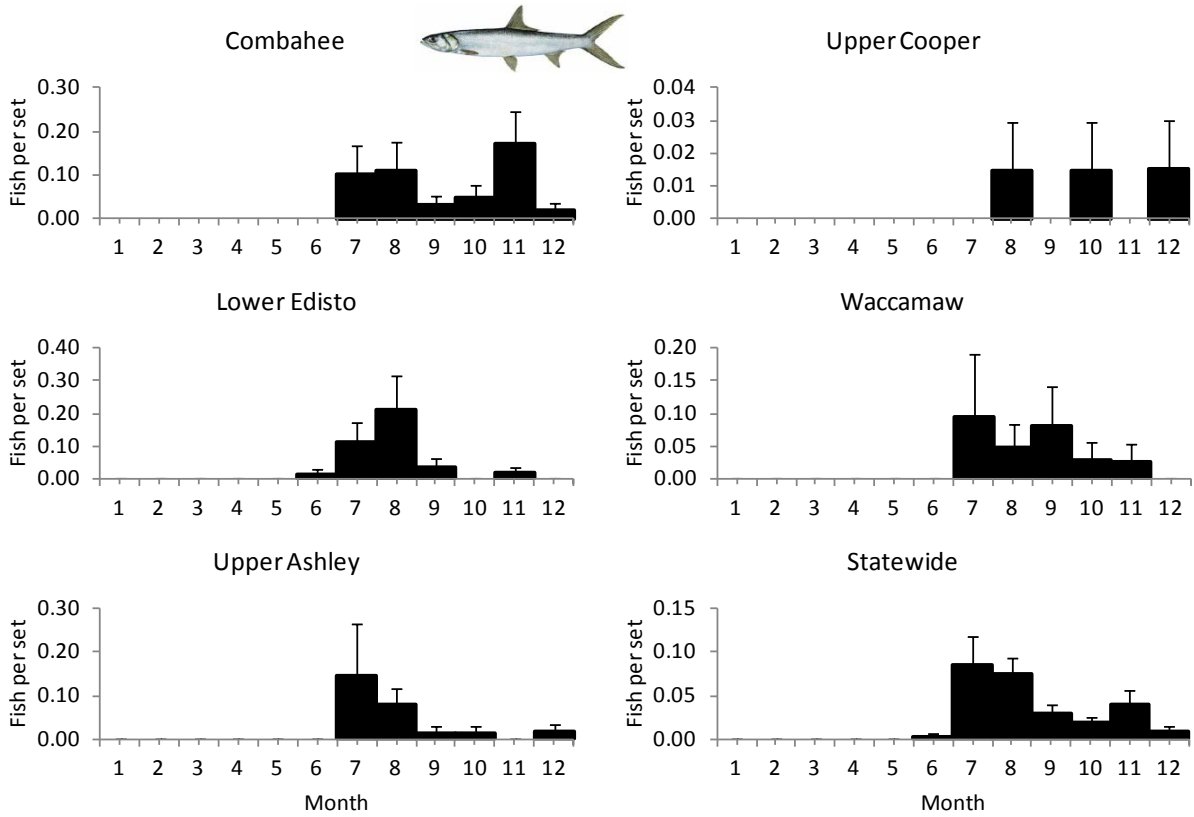 Combahee
Fish per set
0.30
0.20
0.10
0.00
1 2 3 4 5 6 7 8 9 10 11 12
Upper Cooper
Fish per set
0.04
0.03
0.02
0.01
0.00
1 2 3 4 5 6 7 8 9 10 11 12
Lower Edisto
Fish per set
0.40
0.30
0.20
0.10
0.00
1 2 3 4 5 6 7 8 9 10 11 12
Waccamaw
Fish per set
0.20
0.15
0.10
0.05
0.00
1 2 3 4 5 6 7 8 9 10 11 12
Upper Ashley
Fish per set
0.30
0.20
0.10
0.00
1 2 3 4 5 6 7 8 9 10 11 12
Month
Statewide
Fish per set
0.15
0.10
0.05
0.00
1 2 3 4 5 6 7 8 9 10 11 12
Month